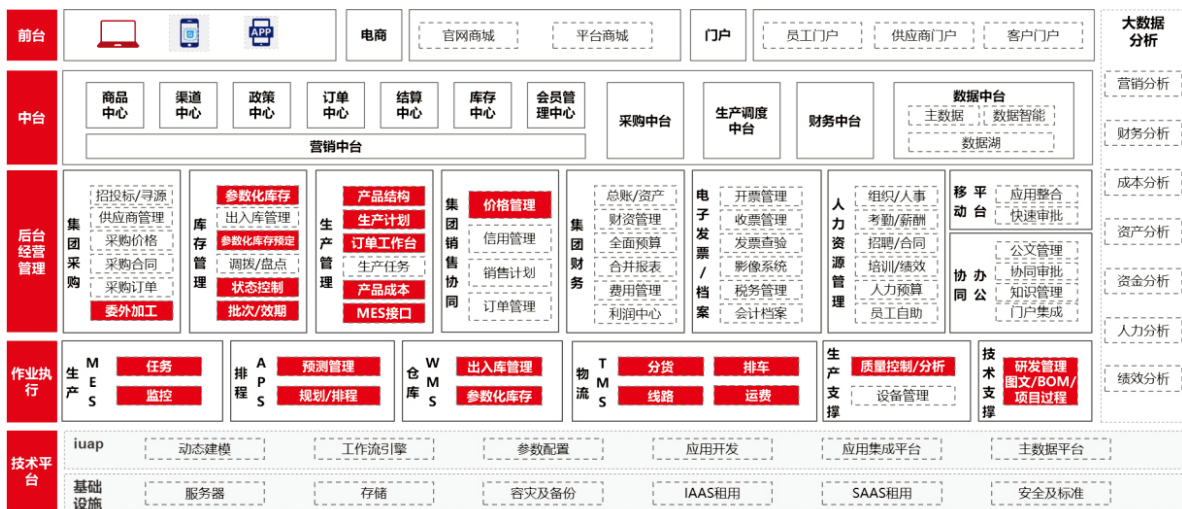 前台
APP
电商
官网商城
平台商城
门户
员工门户
供应商门户
客户门户
大数据
分析
营销分析
财务分析
成本分析
资产分析
资金分析
人力分析
绩效分析
中台
商品
中心
渠道
中心
政策
中心
订单
中心
结算
中心
库存
中心
会员管
理中心
营销中台
采购中台
生产调度
中台
财务中台
数据中台
主数据
数据智能
数据湖
后台
经营
管理
集团采购
招投标/寻源
供应商管理
采购价格
采购合同
采购订单
委外加工
库存管理
参数化库存
出入库管理
参数化库存预定
调拨/盘点
状态控制
批次/效期
生产管理
产品结构
生产计划
订单工作台
生产任务
产品成本
MES接口
集团销售协同
价格管理
信用管理
销售计划
订单管理
集团财务
总账/资产
财资管理
全面预算
合并报表
费用管理
利润中心
电子发票/档案
开票管理
收票管理
发票查验
影像系统
税务管理
会计档案
人力资源管理
组织/人事
考勤/薪酬
招聘/合同
培训/绩效
人力预算
员工自助
移动平台
应用整合
快速审批
协同办公
公文管理
协同审批
知识管理
门户集成
作业执
行
生产MES
任务
监控
排程APS
预测管理
规划/排程
仓库WMS
出入库管理
参数化库存
物流TMS
分货
排车
线路
运费
生产支撑
质量控制/分析
设备管理
技术支撑
研发管理
图文/BOM/
项目过程
技术平
台
iuap
动态建模
工作流引擎
参数配置
应用开发
应用集成平台
主数据平台
基础
设施
服务器
存储
容灾及备份
IAAS租用
SAAS租用
安全及标准